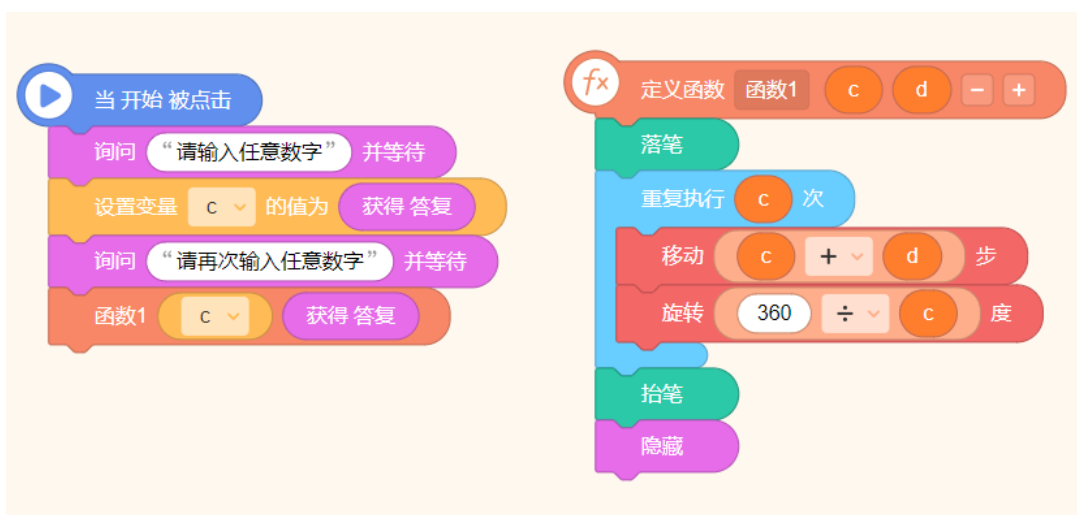 当 开始 被点击
询问 “请输入任意数字” 并等待
设置变量 c 的值为 获得 答复
询问 “请再次输入任意数字” 并等待
函数1 c 获得 答复
fx 定义函数 函数1 c d − +
落笔
重复执行 c 次
移动 c + d 步
旋转 360 ÷ c 度
抬笔
隐藏